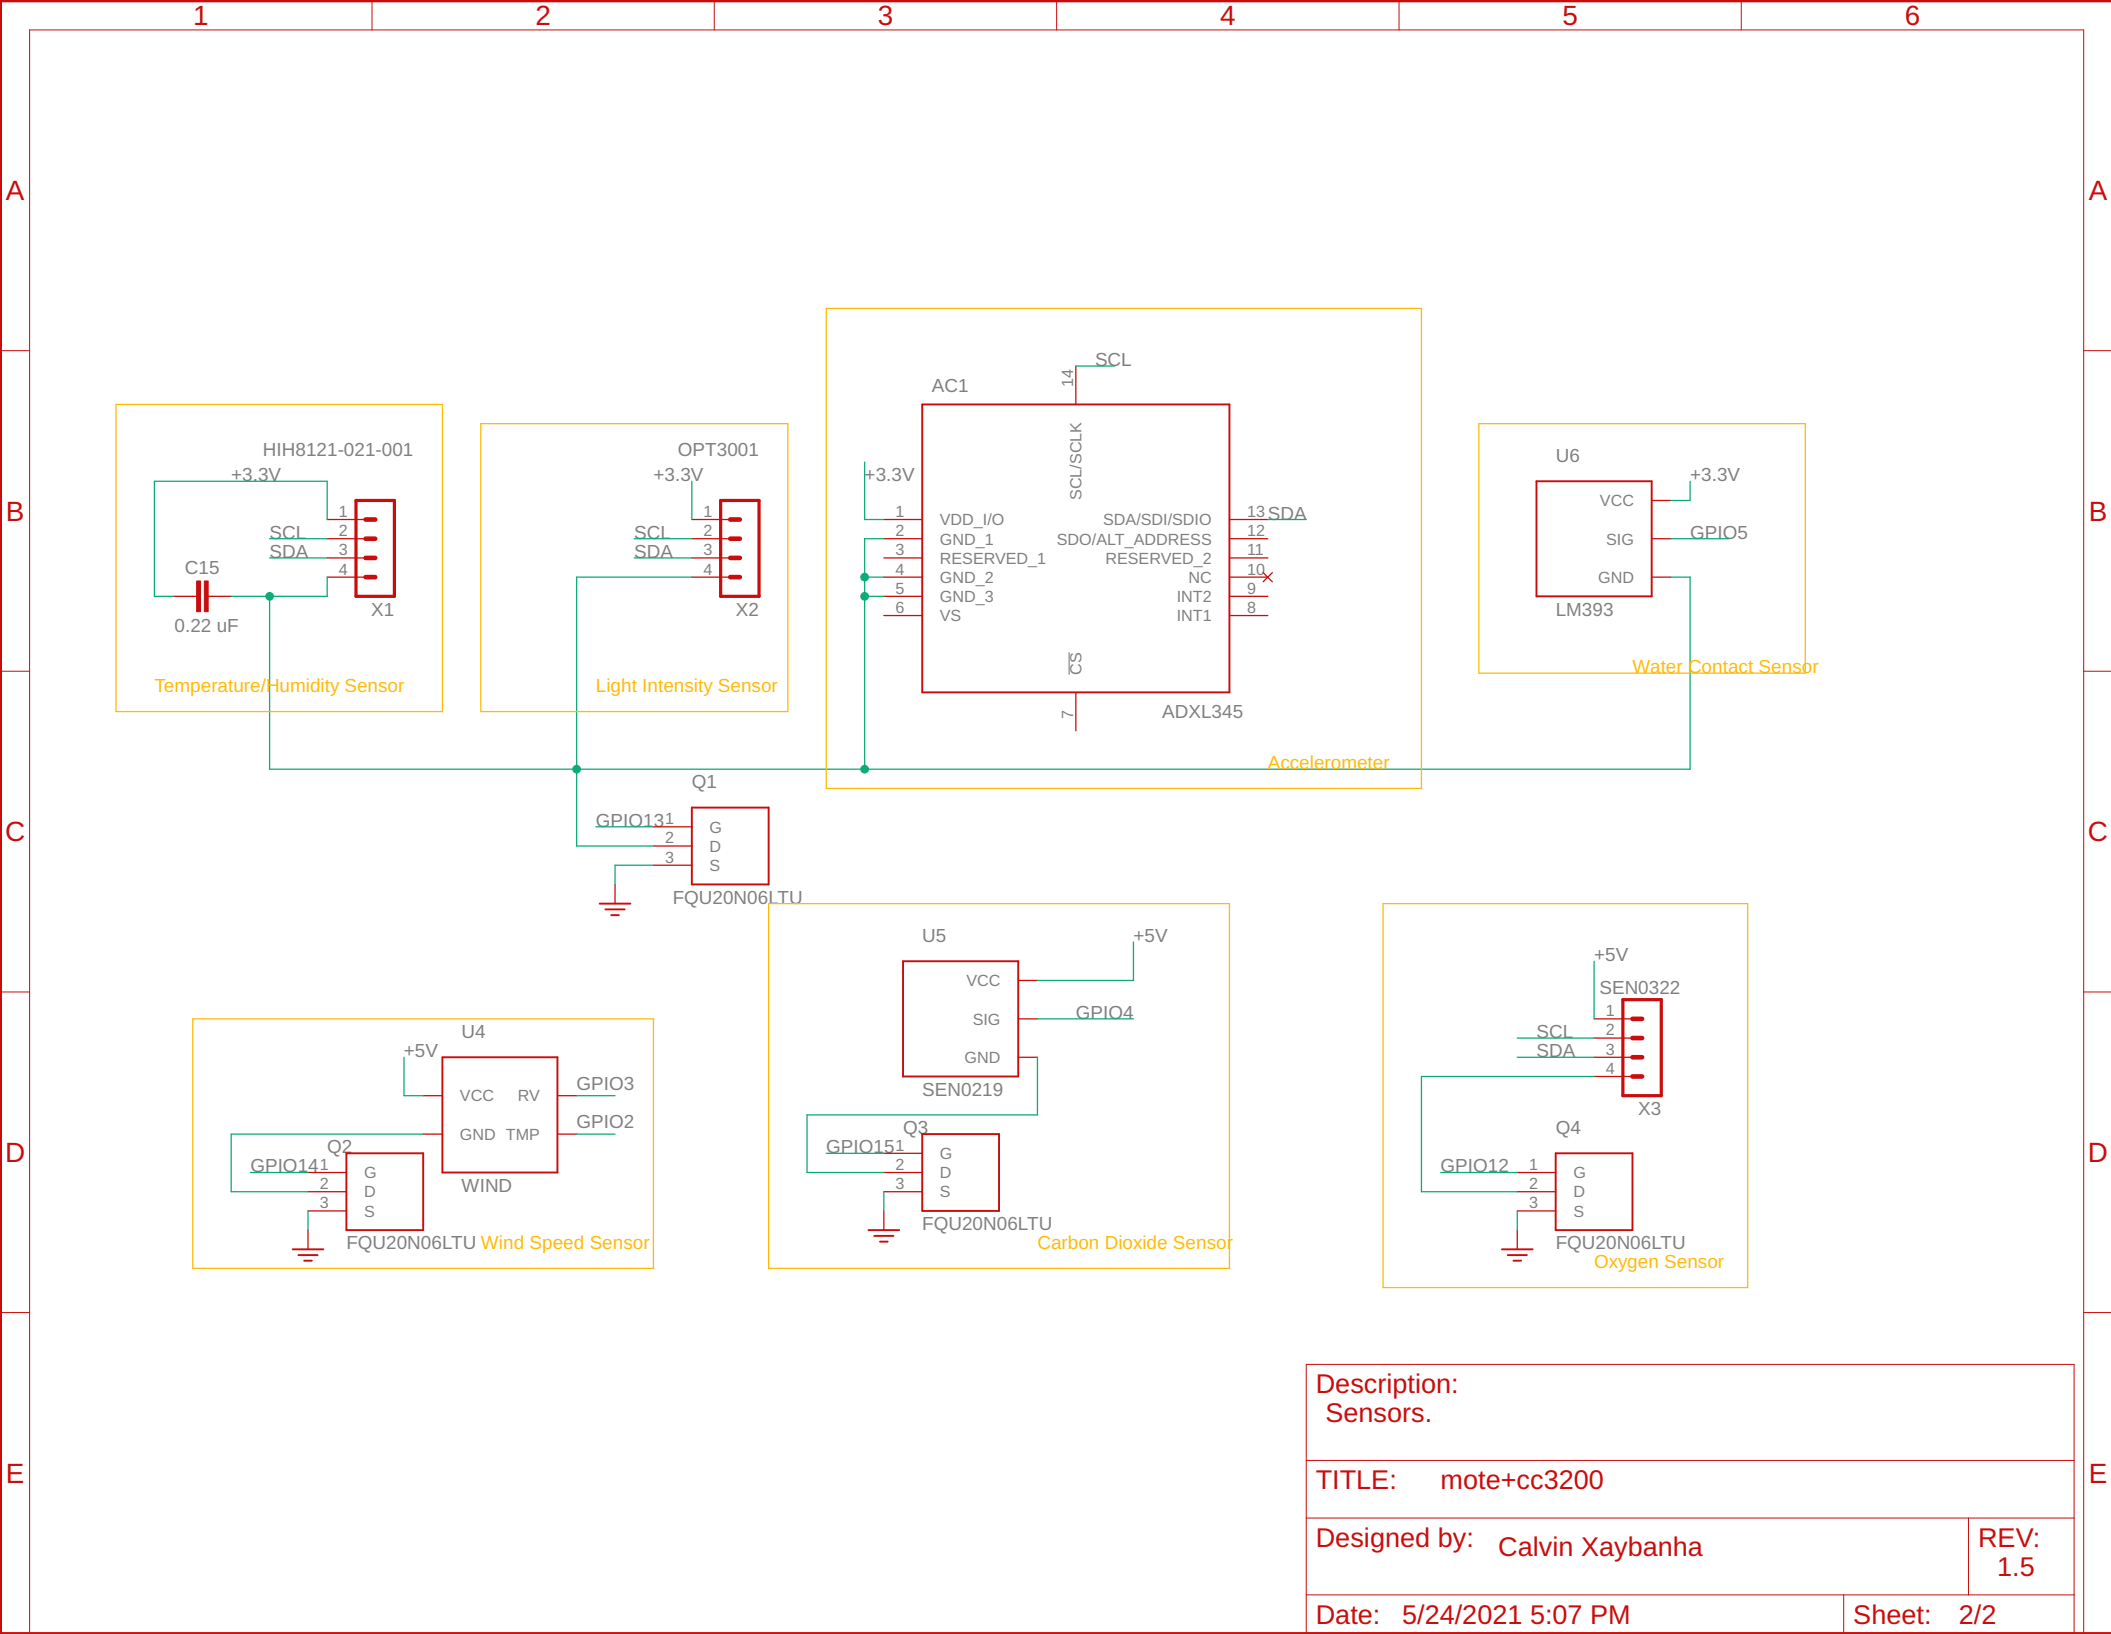 1 2 3 4 5 6
A A
B B
C C
D D
E E
HIH8121-021-001
+3.3V
1
SCL 2
SDA 3
4
C15
0.22 uF
X1
Temperature/Humidity Sensor
OPT3001
+3.3V
1
SCL 2
SDA 3
4
X2
Light Intensity Sensor
AC1
SCL
14
SCL/SCLK
+3.3V
1 VDD_I/O SDA/SDI/SDIO 13 SDA
2 GND_1 SDO/ALT_ADDRESS 12
3 RESERVED_1 RESERVED_2 11
4 GND_2 NC 10
5 GND_3 INT2 9
6 VS INT1 8
CS
7
ADXL345
Accelerometer
U6
+3.3V
VCC
SIG GPIO5
GND
LM393
Water Contact Sensor
Q1
GPIO13 1 G
2 D
3 S
FQU20N06LTU
U4
+5V
VCC RV GPIO3
GND TMP GPIO2
WIND
Q2
GPIO14 1 G
2 D
3 S
FQU20N06LTU
Wind Speed Sensor
U5
+5V
VCC
SIG GPIO4
GND
SEN0219
Q3
GPIO15 1 G
2 D
3 S
FQU20N06LTU
Carbon Dioxide Sensor
+5V
SEN0322
1
SCL 2
SDA 3
4
X3
Q4
GPIO12 1 G
2 D
3 S
FQU20N06LTU
Oxygen Sensor
Description:
Sensors.
TITLE: mote+cc3200
Designed by: Calvin Xaybanha
REV:
1.5
Date: 5/24/2021 5:07 PM
Sheet: 2/2